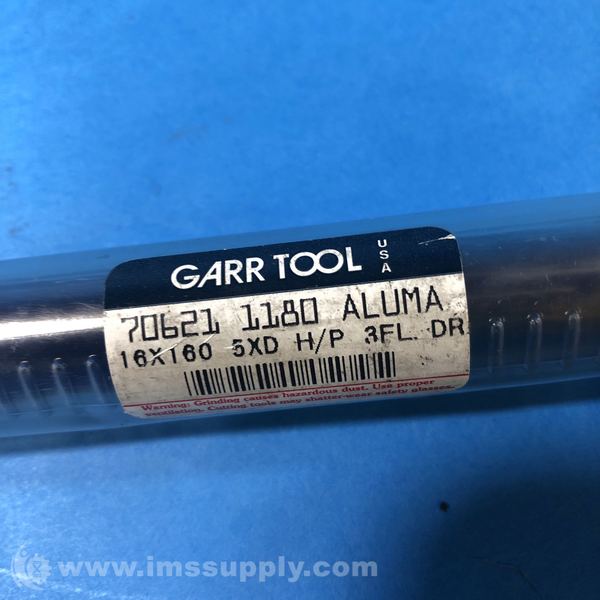 GARR TOOL USA
70621 1180 ALUMA
16X160 5XD H/P 3FL. DR
Warning: Grinding causes hazardous dust. Use proper
ventilation. Cutting tools may shatter-wear safety glasses.
© www.imssupply.com